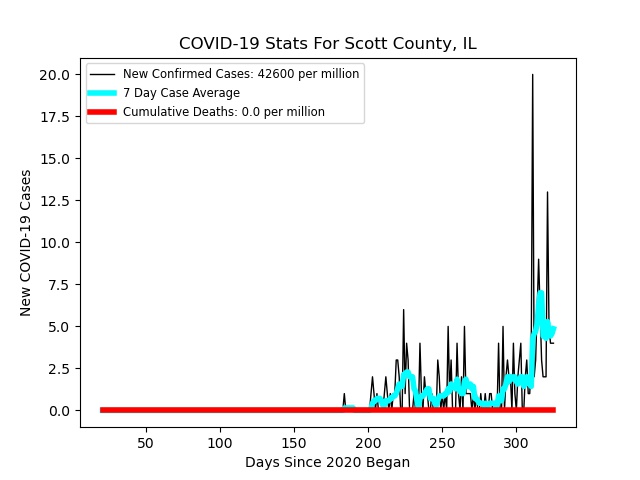 COVID-19 Stats For Scott County, IL
New Confirmed Cases: 42600 per million
7 Day Case Average
Cumulative Deaths: 0.0 per million
New COVID-19 Cases
20.0
17.5
15.0
12.5
10.0
7.5
5.0
2.5
0.0
50 100 150 200 250 300
Days Since 2020 Began